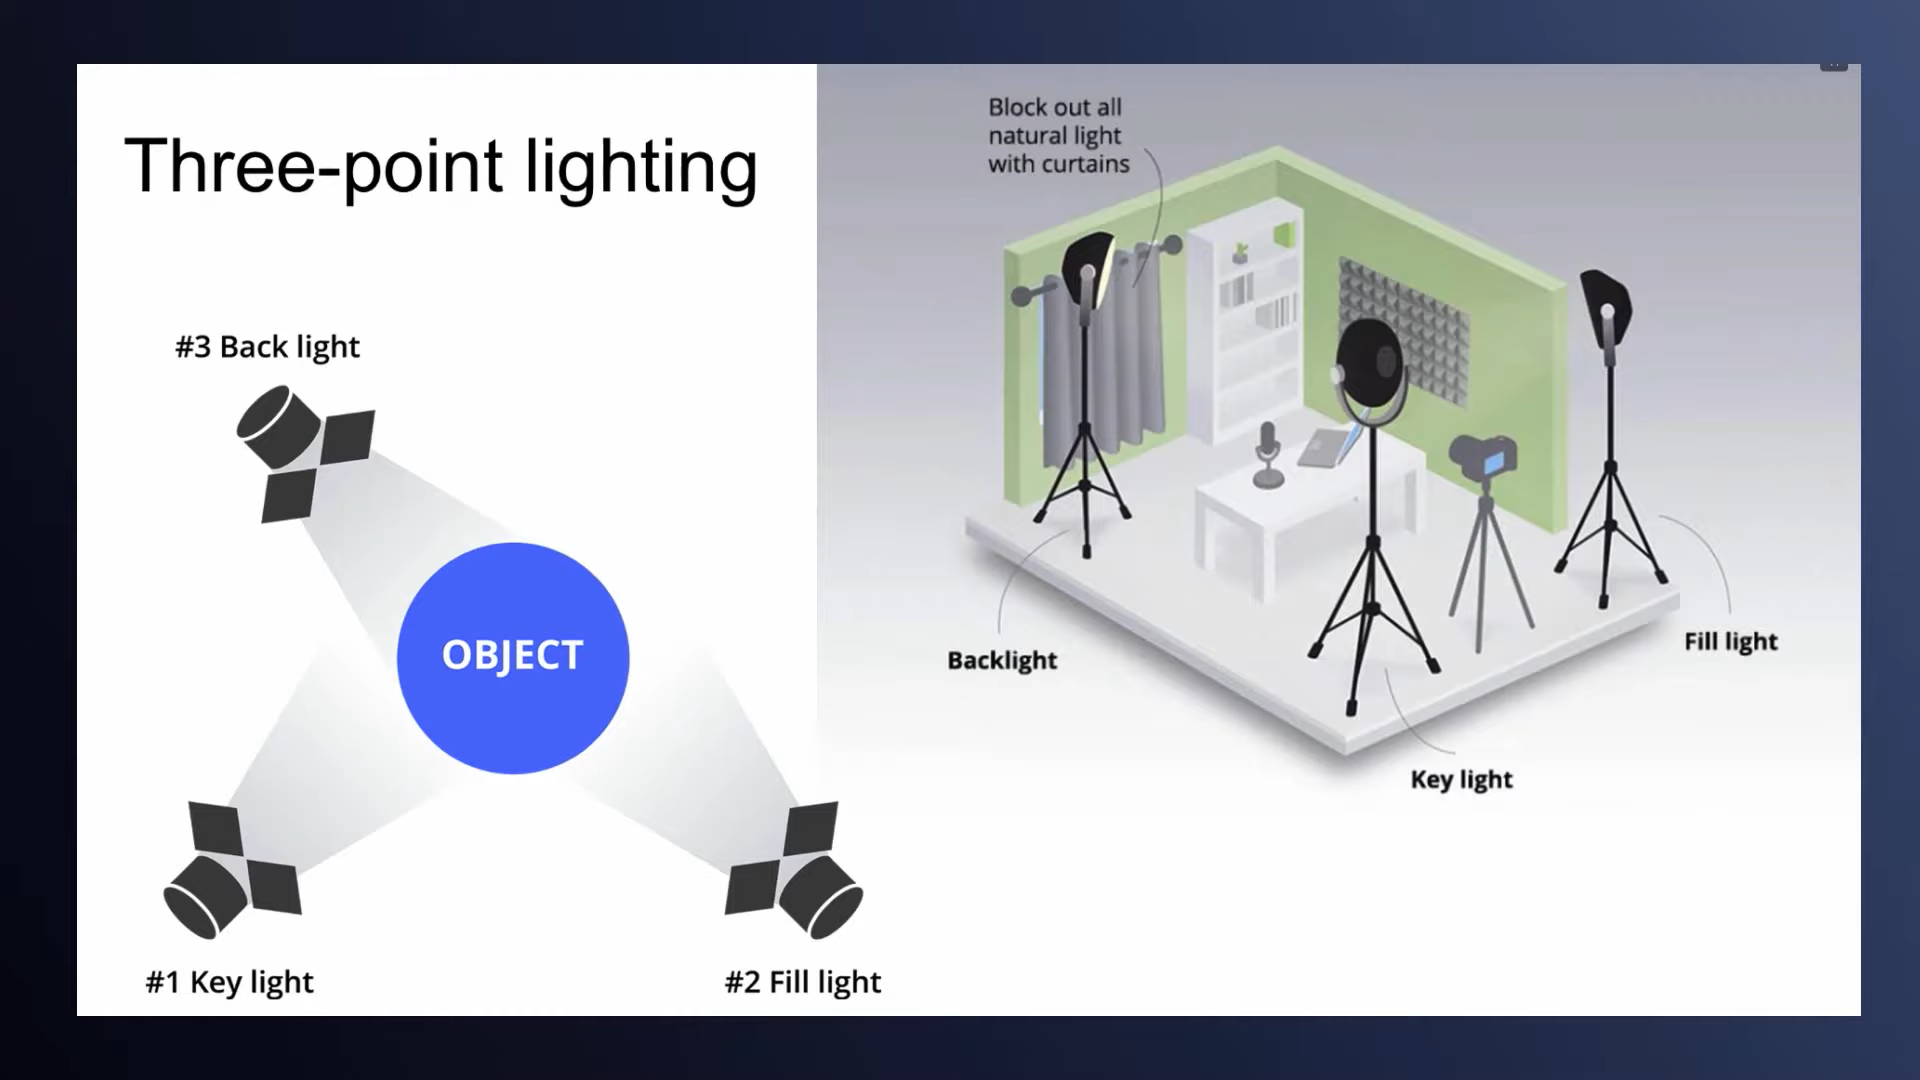 Three-point lighting
#3 Back light
OBJECT
#1 Key light
#2 Fill light
Block out all
natural light
with curtains
Backlight
Fill light
Key light